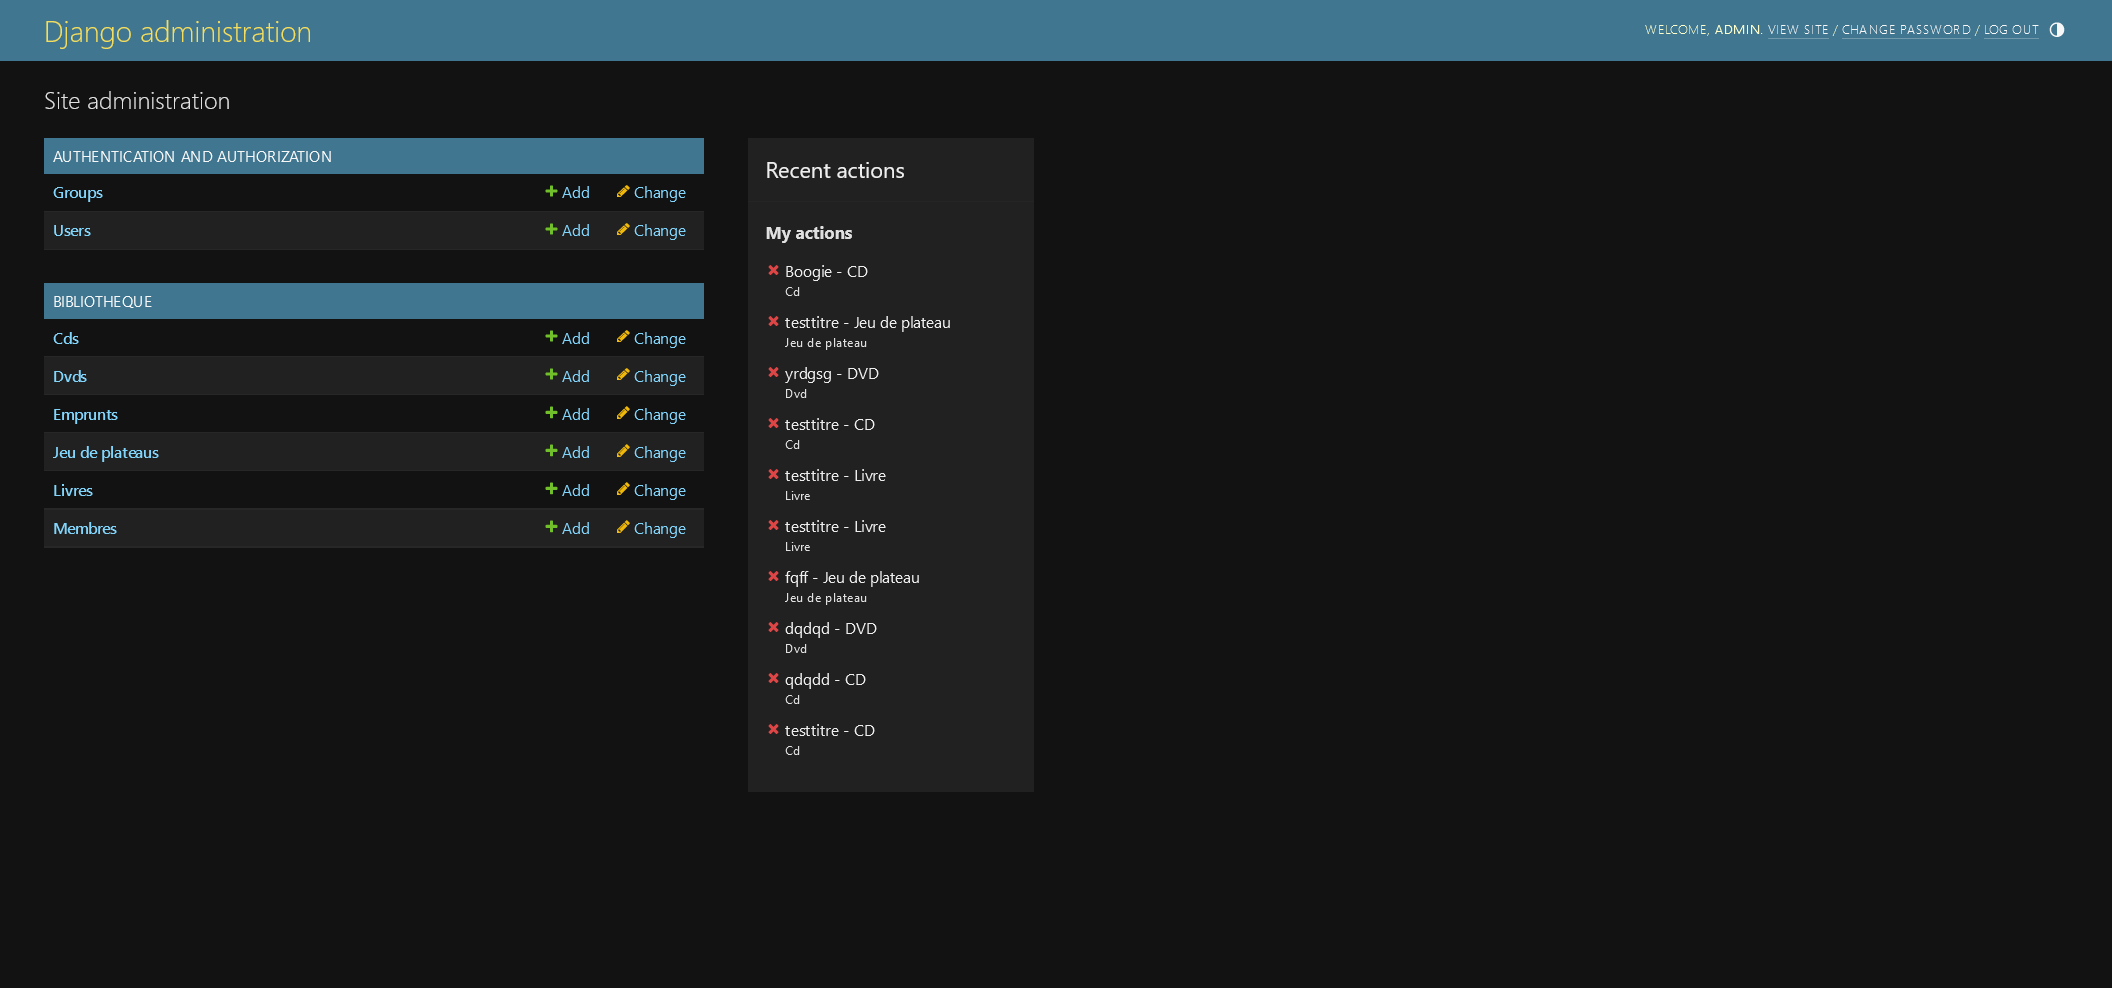 Django administration
WELCOME, ADMIN. VIEW SITE / CHANGE PASSWORD / LOG OUT
Site administration
AUTHENTICATION AND AUTHORIZATION
Groups Add Change
Users Add Change
BIBLIOTHEQUE
Cds Add Change
Dvds Add Change
Emprunts Add Change
Jeu de plateaus Add Change
Livres Add Change
Membres Add Change
Recent actions
My actions
Boogie - CD
Cd
testtitre - Jeu de plateau
Jeu de plateau
yrdgsg - DVD
Dvd
testtitre - CD
Cd
testtitre - Livre
Livre
testtitre - Livre
Livre
fqff - Jeu de plateau
Jeu de plateau
dqdqd - DVD
Dvd
qdqdd - CD
Cd
testtitre - CD
Cd